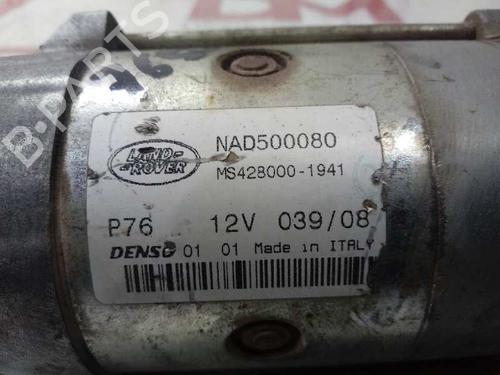 LAND-
ROVER
NAD500080
MS428000-1941
P76 12V 039/08
DENSO 01 01 Made in ITALY
B-PARTS